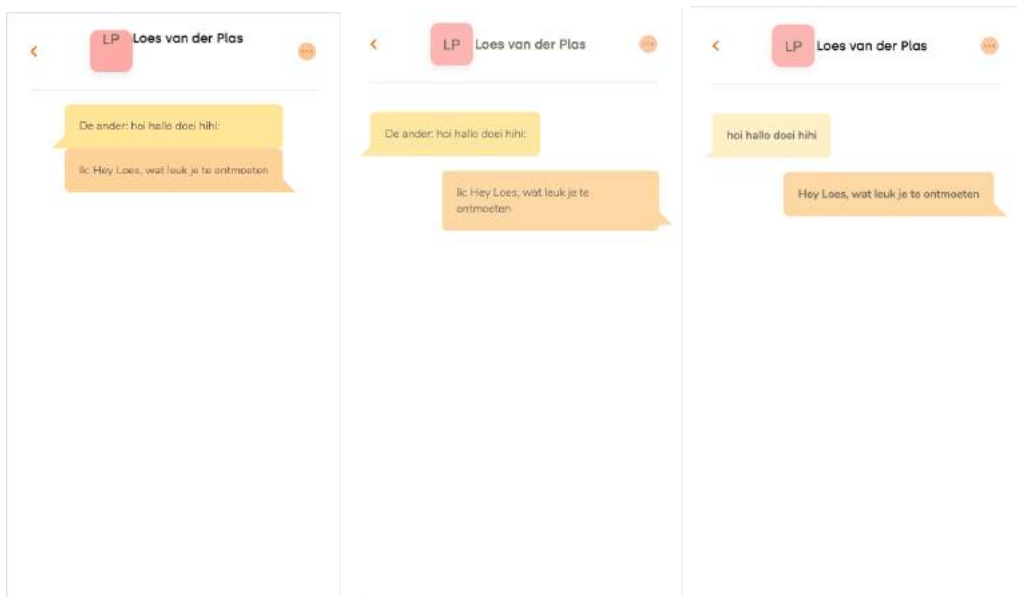 LP Loes van der Plas
De ander: hoi hallo doei hihi:
Ik: Hey Loes, wat leuk je te ontmoeten
LP Loes van der Plas
De ander: hoi hallo doei hihi:
Ik: Hey Loes, wat leuk je te
ontmoeten
LP Loes van der Plas
hoi hallo doei hihi
Hey Loes, wat leuk je te ontmoeten